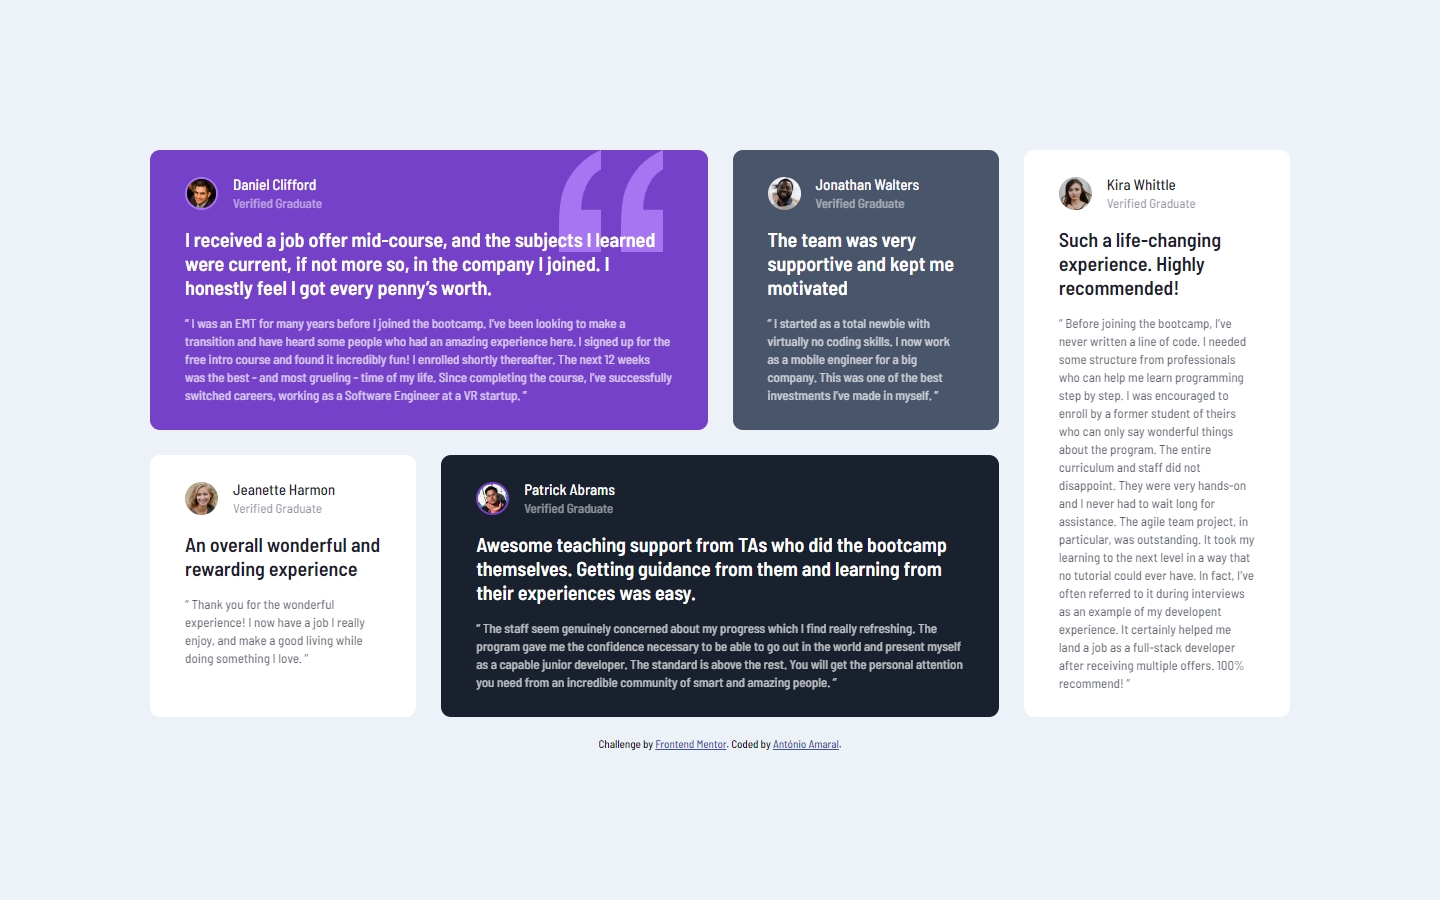 Daniel Clifford
Verified Graduate
I received a job offer mid-course, and the subjects I learned
were current, if not more so, in the company I joined. I
honestly feel I got every penny’s worth.
“ I was an EMT for many years before I joined the bootcamp. I’ve been looking to make a
transition and have heard some people who had an amazing experience here. I signed up for the
free intro course and found it incredibly fun! I enrolled shortly thereafter. The next 12 weeks
was the best - and most grueling - time of my life. Since completing the course, I’ve successfully
switched careers, working as a Software Engineer at a VR startup. ”
Jonathan Walters
Verified Graduate
The team was very
supportive and kept me
motivated
“ I started as a total newbie with
virtually no coding skills. I now work
as a mobile engineer for a big
company. This was one of the best
investments I’ve made in myself. ”
Kira Whittle
Verified Graduate
Such a life-changing
experience. Highly
recommended!
“ Before joining the bootcamp, I’ve
never written a line of code. I needed
some structure from professionals
who can help me learn programming
step by step. I was encouraged to
enroll by a former student of theirs
who can only say wonderful things
about the program. The entire
curriculum and staff did not
disappoint. They were very hands-on
and I never had to wait long for
assistance. The agile team project, in
particular, was outstanding. It took my
learning to the next level in a way that
no tutorial could ever have. In fact, I’ve
often referred to it during interviews
as an example of my developent
experience. It certainly helped me
land a job as a full-stack developer
after receiving multiple offers. 100%
recommend! ”
Jeanette Harmon
Verified Graduate
An overall wonderful and
rewarding experience
“ Thank you for the wonderful
experience! I now have a job I really
enjoy, and make a good living while
doing something I love. ”
Patrick Abrams
Verified Graduate
Awesome teaching support from TAs who did the bootcamp
themselves. Getting guidance from them and learning from
their experiences was easy.
“ The staff seem genuinely concerned about my progress which I find really refreshing. The
program gave me the confidence necessary to be able to go out in the world and present myself
as a capable junior developer. The standard is above the rest. You will get the personal attention
you need from an incredible community of smart and amazing people. ”
Challenge by Frontend Mentor. Coded by António Amaral.